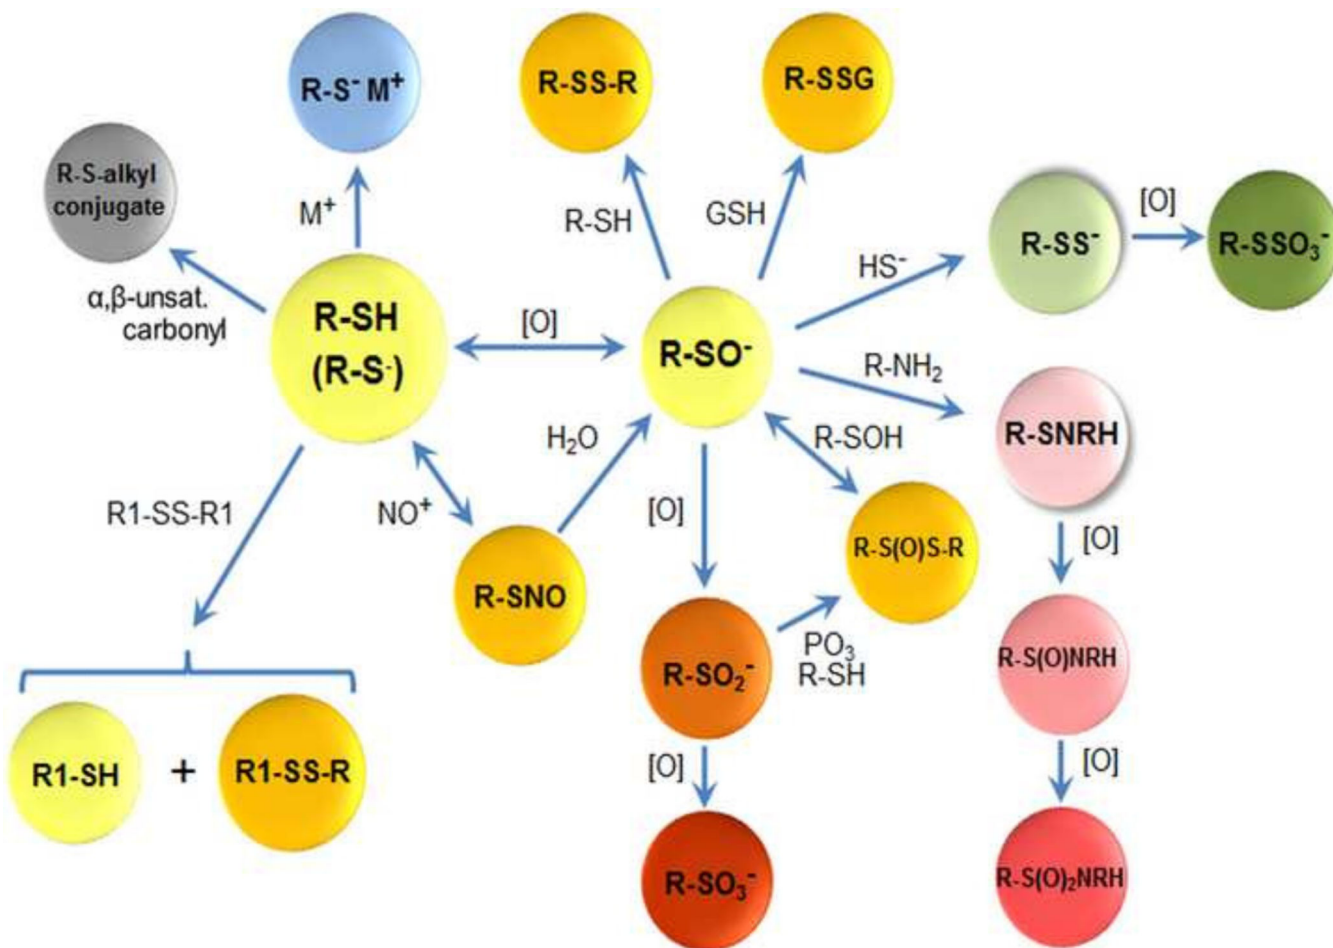 R-S⁻ M⁺
R-SS-R
R-SSG
R-S-alkyl
conjugate
M⁺
R-SH
GSH
R-SS⁻
[O]
R-SSO₃⁻
HS⁻
α,β-unsat.
carbonyl
R-SH
(R-S·)
[O]
R-SO⁻
R-NH₂
R-SNRH
H₂O
R-SOH
R1-SS-R1
NO⁺
[O]
R-S(O)S-R
[O]
R-SNO
R-SO₂⁻
PO₃
R-SH
R-S(O)NRH
R1-SH
+
R1-SS-R
[O]
[O]
R-SO₃⁻
R-S(O)₂NRH